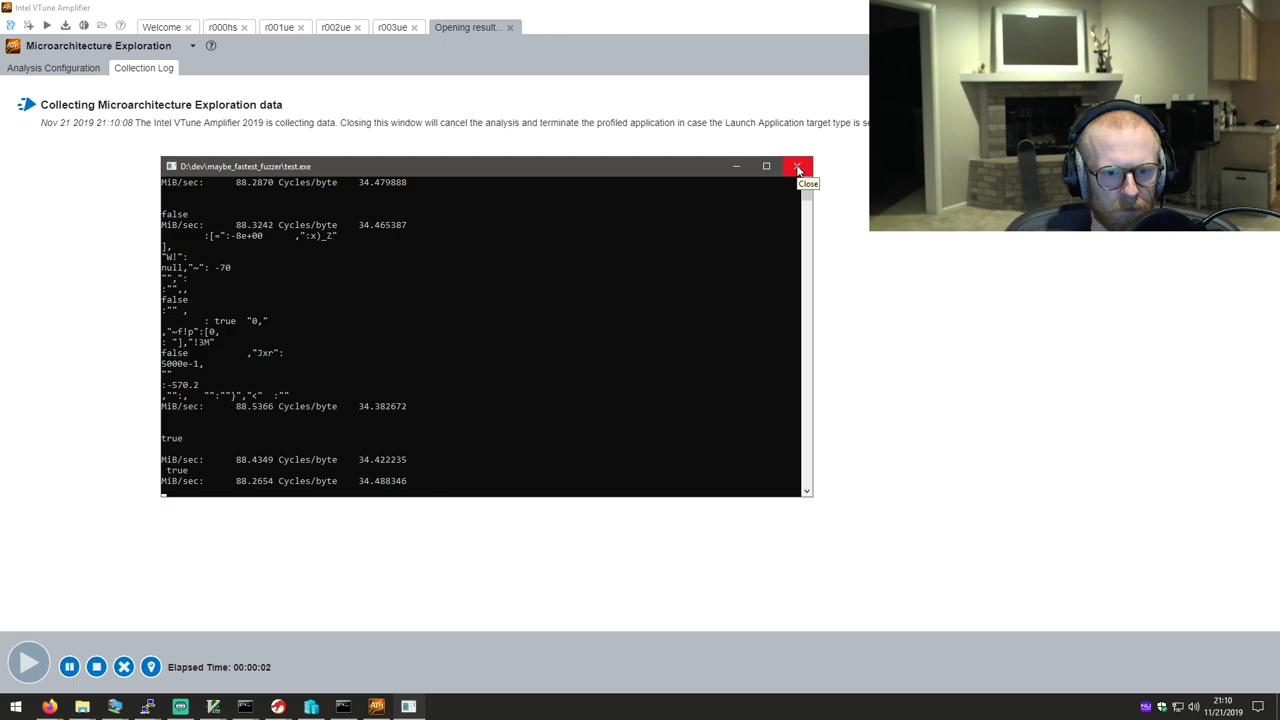 Intel VTune Amplifier
Welcome
r000hs
r001ue
r002ue
r003ue
Opening result...
Microarchitecture Exploration
Analysis Configuration
Collection Log
Collecting Microarchitecture Exploration data
Nov 21 2019 21:10:08 The Intel VTune Amplifier 2019 is collecting data. Closing this window will cancel the analysis and terminate the profiled application in case the Launch Application target type is se
D:\dev\maybe_fastest_fuzzer\test.exe
Close
MiB/sec: 88.2870 Cycles/byte 34.479888
false
MiB/sec: 88.3242 Cycles/byte 34.465387
:[=":-8e+00 ,":x)_Z"
],
"W!":
null,"~": -70
"",":
:"",,
false
:"" ,
: true "0,"
,"~f!p":[0,
: "],"!3M"
false ,"Jxr":
5000e-1,
""
:-570.2
,"":, "":""}","<" :""
MiB/sec: 88.5366 Cycles/byte 34.382672
true
MiB/sec: 88.4349 Cycles/byte 34.422235
true
MiB/sec: 88.2654 Cycles/byte 34.488346
Elapsed Time: 00:00:02
21:10
11/21/2019